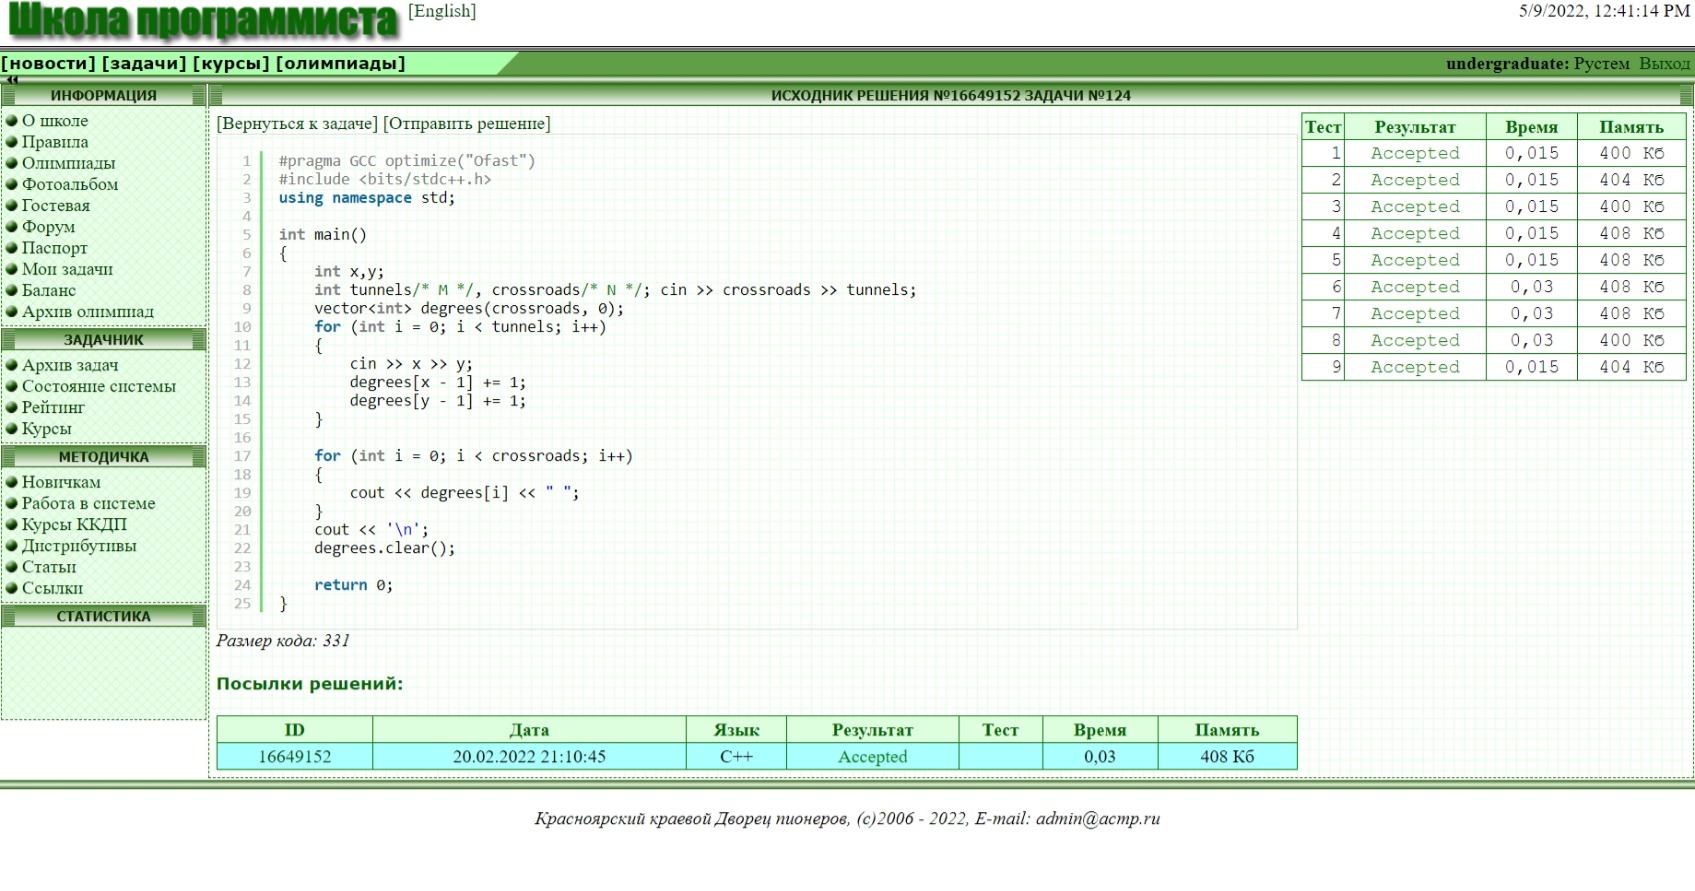 Школа программиста [English] 5/9/2022, 12:41:14 PM
[новости] [задачи] [курсы] [олимпиады] undergraduate: Рустем Выход
ИНФОРМАЦИЯ
О школе
Правила
Олимпиады
Фотоальбом
Гостевая
Форум
Паспорт
Мои задачи
Баланс
Архив олимпиад
ЗАДАЧНИК
Архив задач
Состояние системы
Рейтинг
Курсы
МЕТОДИЧКА
Новичкам
Работа в системе
Курсы ККДП
Дистрибутивы
Статьи
Ссылки
СТАТИСТИКА
ИСХОДНИК РЕШЕНИЯ №16649152 ЗАДАЧИ №124
[Вернуться к задаче] [Отправить решение]
1 #pragma GCC optimize("Ofast")
2 #include <bits/stdc++.h>
3 using namespace std;
4
5 int main()
6 {
7 int x,y;
8 int tunnels/* M */, crossroads/* N */; cin >> crossroads >> tunnels;
9 vector<int> degrees(crossroads, 0);
10 for (int i = 0; i < tunnels; i++)
11 {
12 cin >> x >> y;
13 degrees[x - 1] += 1;
14 degrees[y - 1] += 1;
15 }
16
17 for (int i = 0; i < crossroads; i++)
18 {
19 cout << degrees[i] << " ";
20 }
21 cout << '\n';
22 degrees.clear();
23
24 return 0;
25 }
Размер кода: 331
Посылки решений:
ID Дата Язык Результат Тест Время Память
16649152 20.02.2022 21:10:45 C++ Accepted 0,03 408 Кб
Тест Результат Время Память
1 Accepted 0,015 400 Кб
2 Accepted 0,015 404 Кб
3 Accepted 0,015 400 Кб
4 Accepted 0,015 408 Кб
5 Accepted 0,015 408 Кб
6 Accepted 0,03 408 Кб
7 Accepted 0,03 408 Кб
8 Accepted 0,03 400 Кб
9 Accepted 0,015 404 Кб
Красноярский краевой Дворец пионеров, (c)2006 - 2022, E-mail: admin@acmp.ru